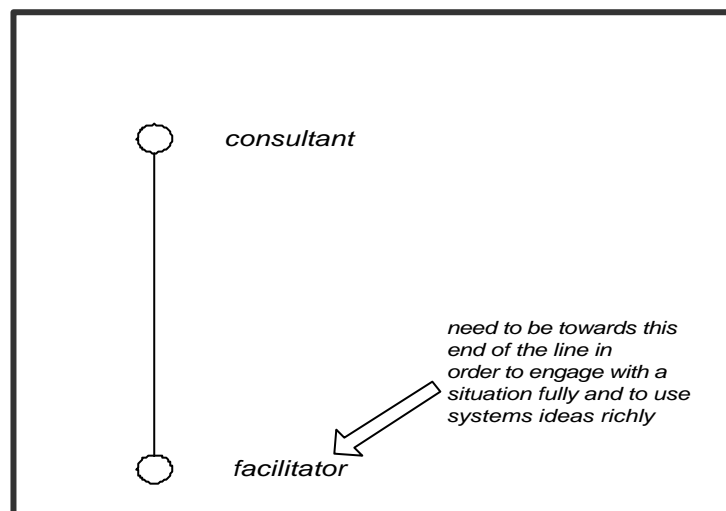 consultant
need to be towards this
end of the line in
order to engage with a
situation fully and to use
systems ideas richly
facilitator